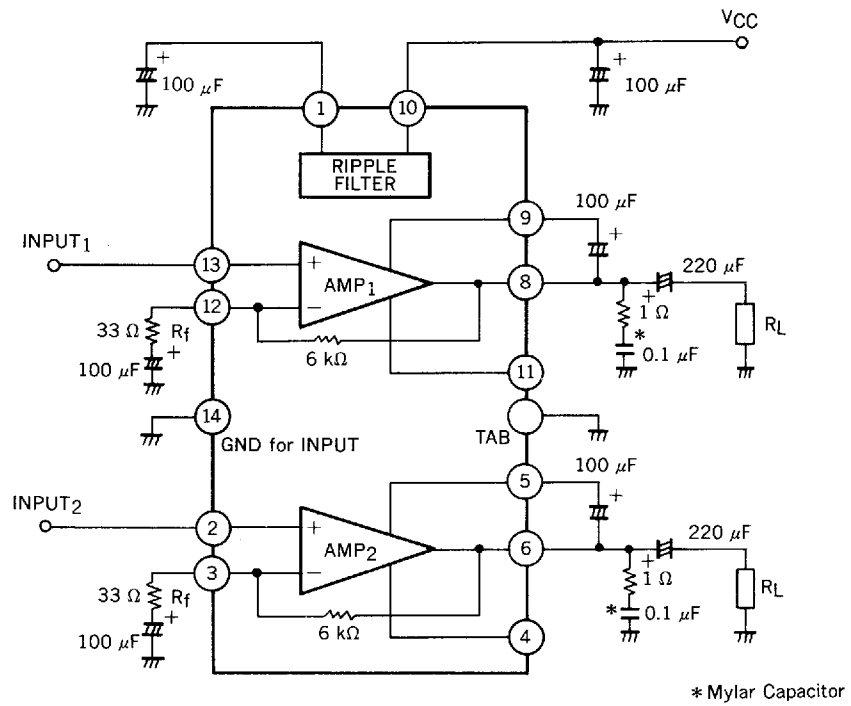 VCC
+
100 μF
+
100 μF
1
10
RIPPLE
FILTER
9
100 μF
+
INPUT1
13
+
AMP1
8
220 μF
+
12
−
33 Ω
Rf
1 Ω
RL
+
6 kΩ
*
100 μF
0.1 μF
11
14
GND for INPUT
TAB
5
100 μF
+
INPUT2
2
+
AMP2
6
220 μF
+
3
−
33 Ω
Rf
1 Ω
RL
+
6 kΩ
*
0.1 μF
100 μF
4
* Mylar Capacitor